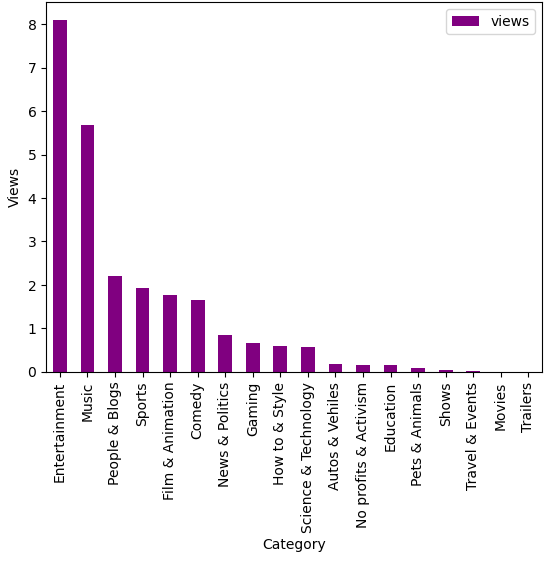 views
8
7
6
5
4
3
2
1
0
Views
Entertainment
Music
People & Blogs
Sports
Film & Animation
Comedy
News & Politics
Gaming
How to & Style
Science & Technology
Autos & Vehiles
No profits & Activism
Education
Pets & Animals
Shows
Travel & Events
Movies
Trailers
Category